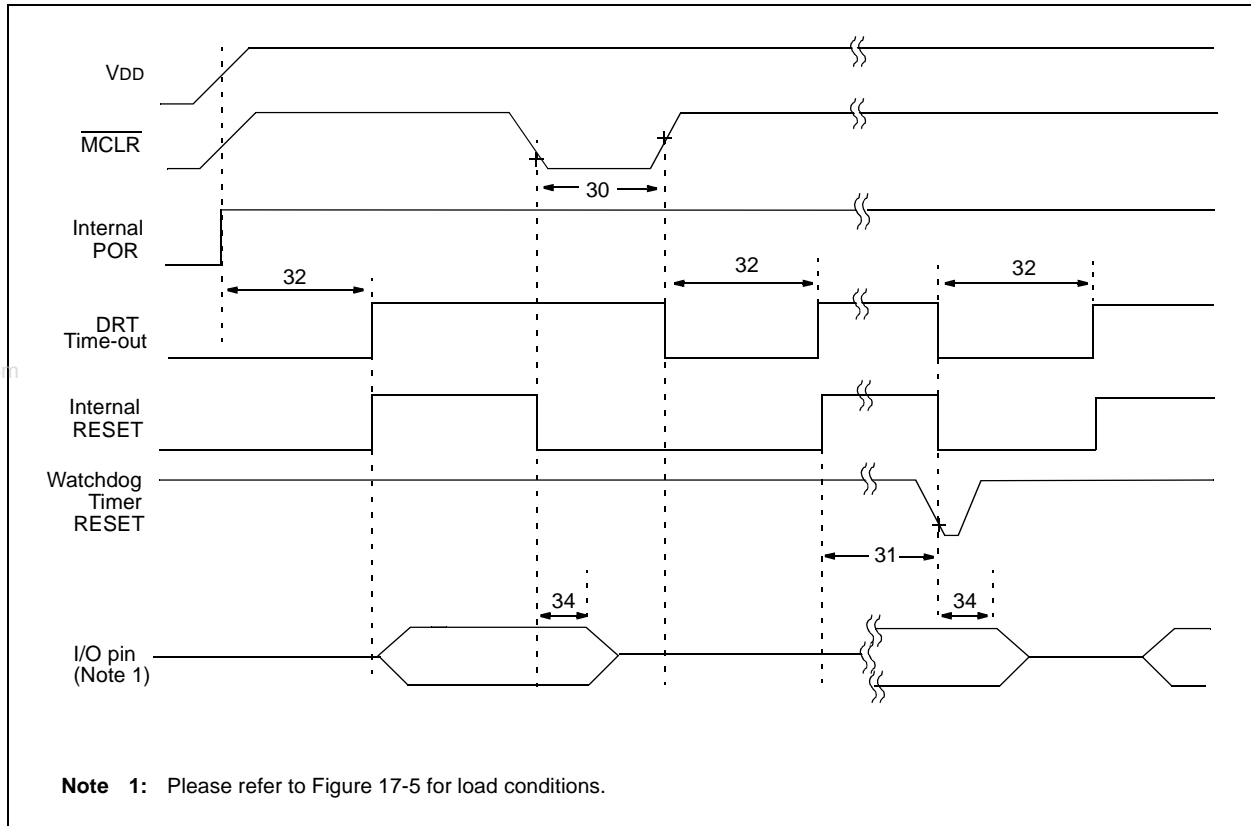 VDD
MCLR
30
Internal
POR
32
32
32
DRT
Time-out
m
Internal
RESET
Watchdog
Timer
RESET
31
34
34
I/O pin
(Note 1)
Note 1: Please refer to Figure 17-5 for load conditions.